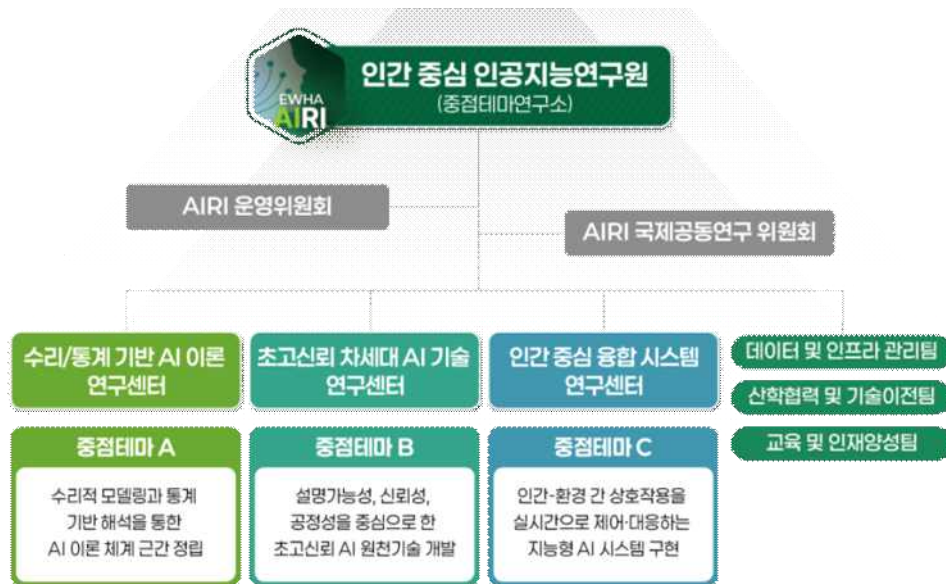 EWHA
AIRI
인간 중심 인공지능연구원
(중점테마연구소)
AIRI 운영위원회
AIRI 국제공동연구 위원회
수리/통계 기반 AI 이론
연구센터
초고신뢰 차세대 AI 기술
연구센터
인간 중심 융합 시스템
연구센터
데이터 및 인프라 관리팀
산학협력 및 기술이전팀
교육 및 인재양성팀
중점테마 A
수리적 모델링과 통계
기반 해석을 통한
AI 이론 체계 근간 정립
중점테마 B
설명가능성, 신뢰성,
공정성을 중심으로 한
초고신뢰 AI 원천기술 개발
중점테마 C
인간-환경 간 상호작용을
실시간으로 제어·대응하는
지능형 AI 시스템 구현